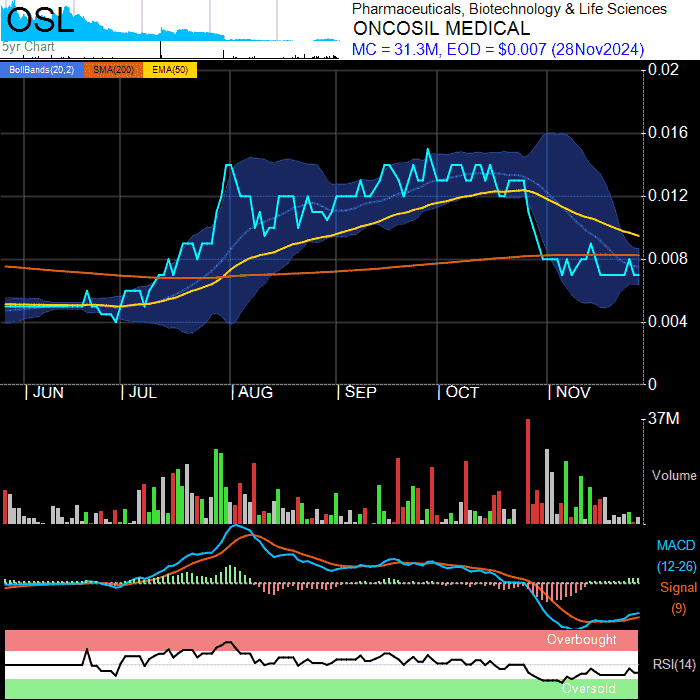 OSL
5yr Chart
Pharmaceuticals, Biotechnology & Life Sciences
ONCOSIL MEDICAL
MC = 31.3M, EOD = $0.007 (28Nov2024)
BollBands(20,2) SMA(200) EMA(50)
0.02
0.016
0.012
0.008
0.004
0
JUN JUL AUG SEP OCT NOV
37M
Volume
MACD
(12-26)
Signal
(9)
Overbought
RSI(14)
Oversold